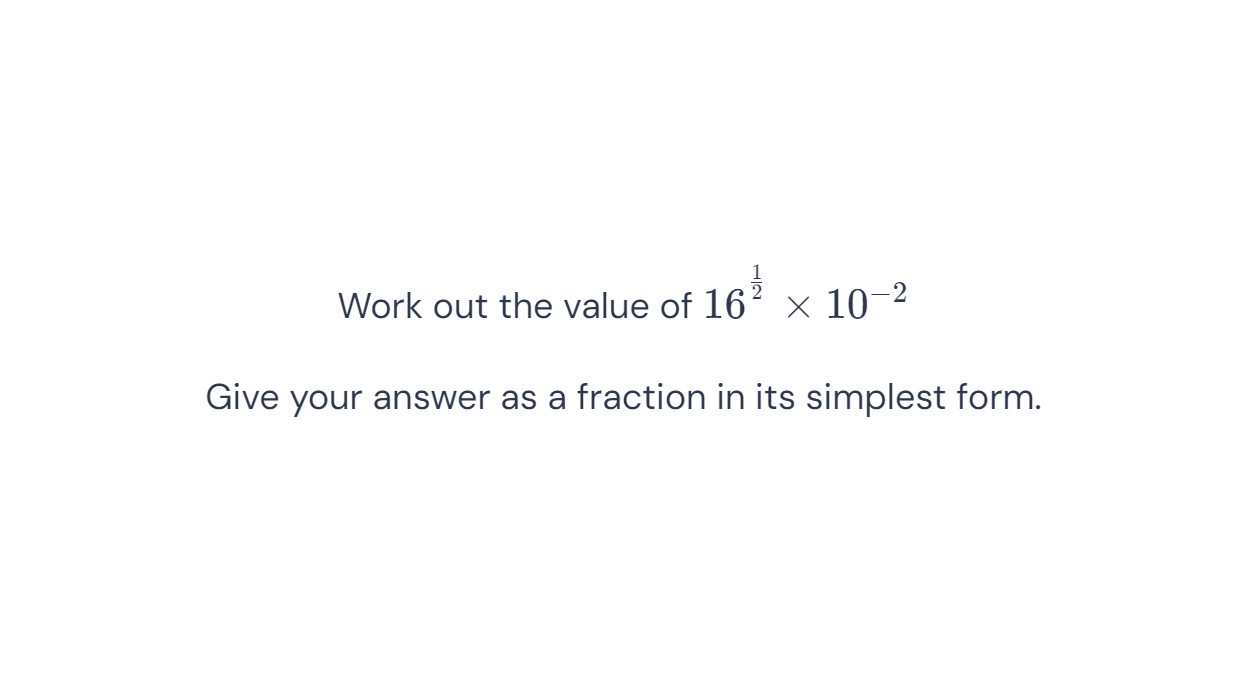 Work out the value of $16^{\frac{1}{2}} \times 10^{-2}$
Give your answer as a fraction in its simplest form.